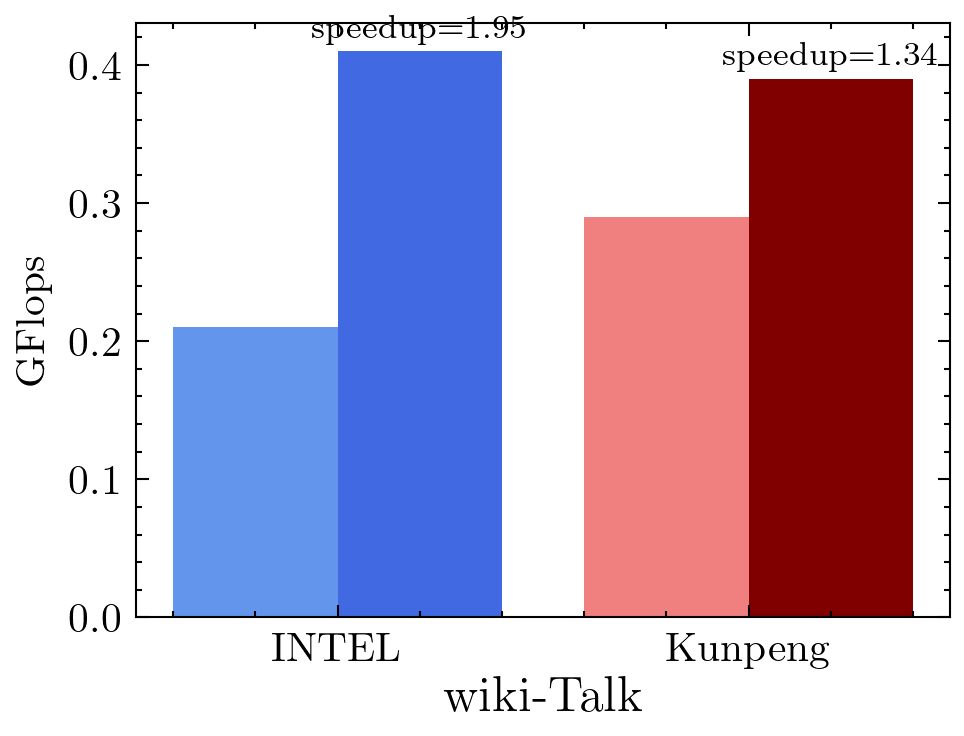 speedup=1.95
speedup=1.34
0.4
0.3
0.2
0.1
0.0
GFlops
INTEL
Kunpeng
wiki-Talk